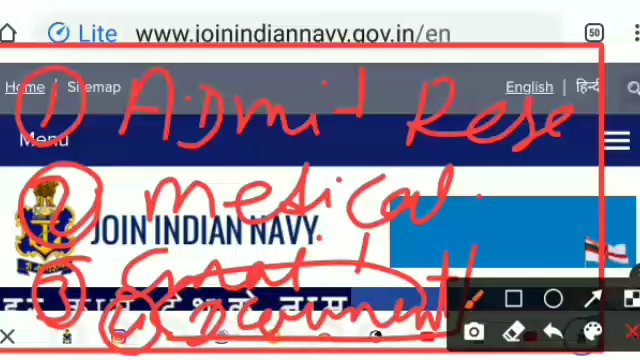 Lite www.joinindiannavy.gov.in/en 50
Home | Sitemap English | हिन्दी
① Admit Rese
Menu
② medical
JOIN INDIAN NAVY
③
④ Document